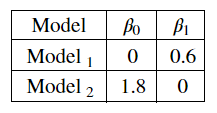 Model β₀ β₁
Model ₁ 0 0.6
Model ₂ 1.8 0